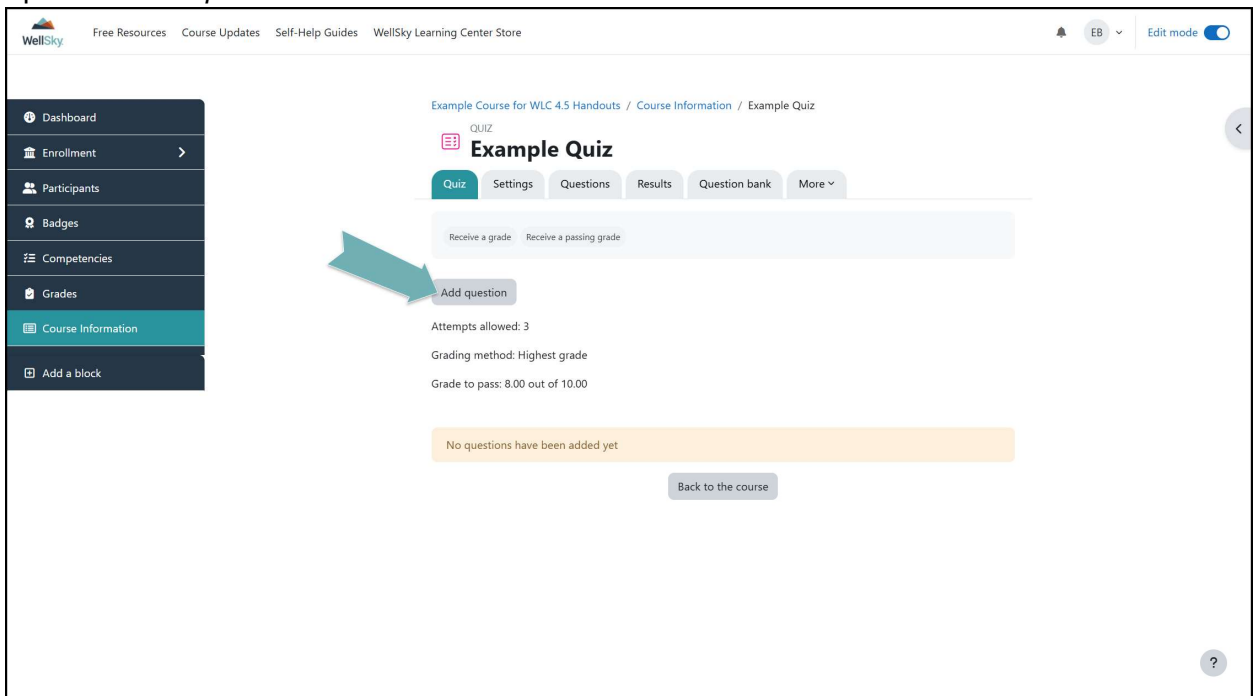 WellSky Free Resources Course Updates Self-Help Guides WellSky Learning Center Store EB Edit mode
Dashboard
Enrollment
Participants
Badges
Competencies
Grades
Course Information
Add a block
Example Course for WLC 4.5 Handouts / Course Information / Example Quiz
QUIZ
Example Quiz
Quiz Settings Questions Results Question bank More
Receive a grade Receive a passing grade
Add question
Attempts allowed: 3
Grading method: Highest grade
Grade to pass: 8.00 out of 10.00
No questions have been added yet
Back to the course
?